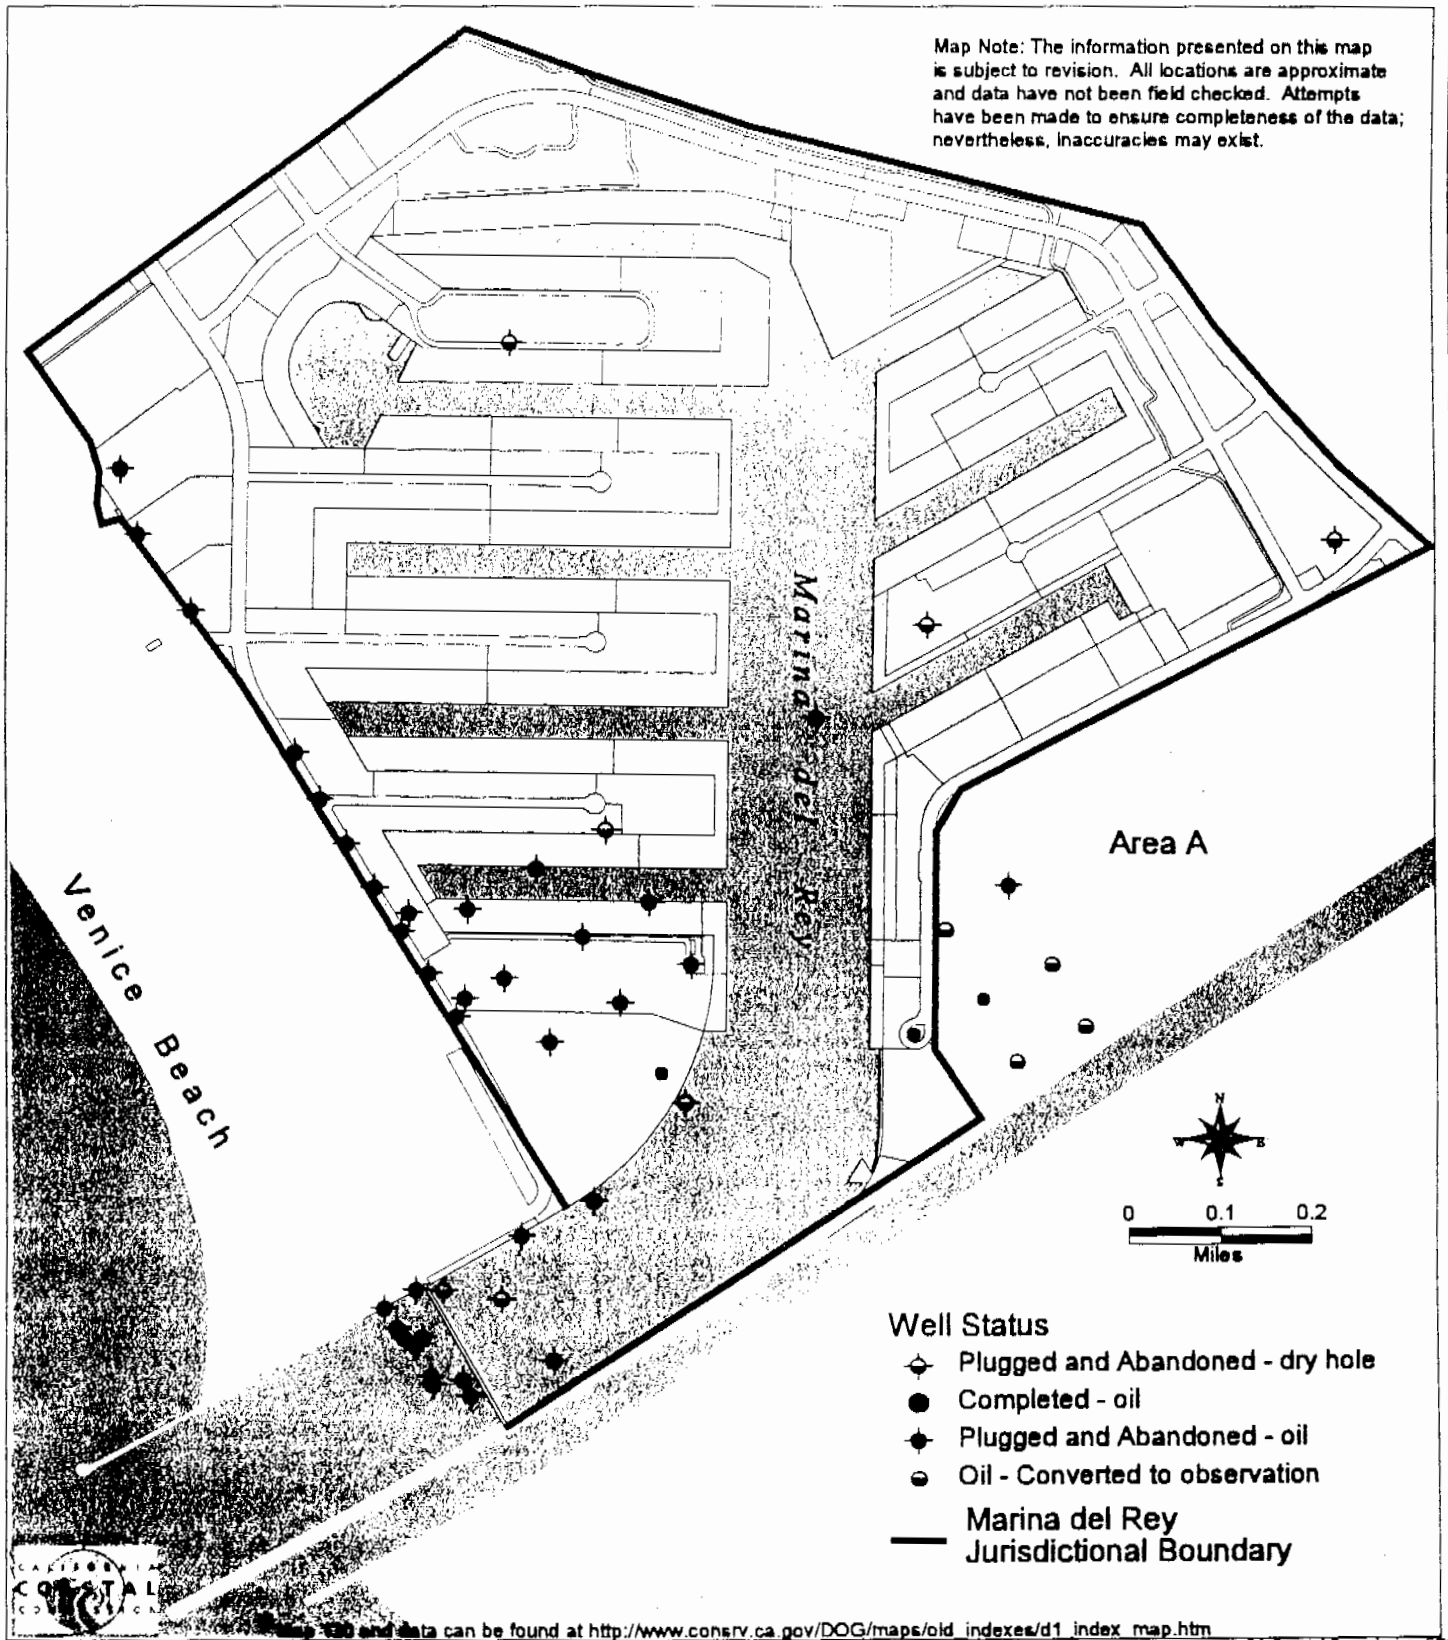 Map Note: The information presented on this map
is subject to revision. All locations are approximate
and data have not been field checked. Attempts
have been made to ensure completeness of the data;
nevertheless, inaccuracies may exist.
Marina del Rey
Area A
Venice Beach
N
W E
S
0 0.1 0.2
Miles
Well Status
Plugged and Abandoned - dry hole
Completed - oil
Plugged and Abandoned - oil
Oil - Converted to observation
Marina del Rey
Jurisdictional Boundary
CALIFORNIA
COASTAL
COMMISSION
and data can be found at http://www.consrv.ca.gov/DOG/maps/old_indexes/d1_index_map.htm